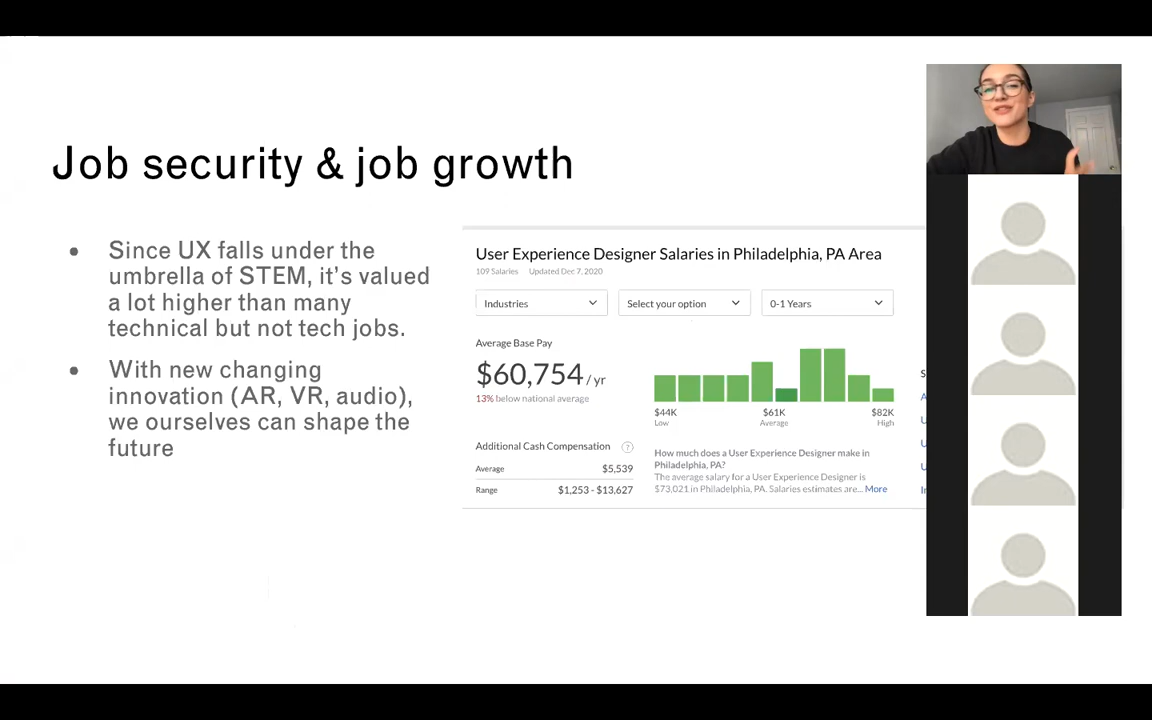 Job security & job growth
• Since UX falls under the
umbrella of STEM, it's valued
a lot higher than many
technical but not tech jobs.
• With new changing
innovation (AR, VR, audio),
we ourselves can shape the
future
User Experience Designer Salaries in Philadelphia, PA Area
109 Salaries Updated Dec 7, 2020
Industries Select your option 0-1 Years
Average Base Pay
$60,754 / yr
13% below national average
$44K $61K $82K
Low Average High
Additional Cash Compensation ?
Average $5,539
Range $1,253 - $13,627
How much does a User Experience Designer make in
Philadelphia, PA?
The average salary for a User Experience Designer is
$73,021 in Philadelphia, PA. Salaries estimates are... More